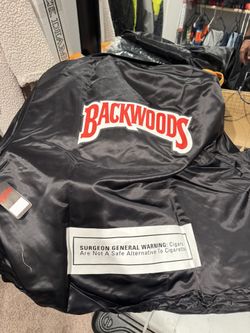 BACKWOODS
SURGEON GENERAL WARNING: Cigars
Are Not A Safe Alternative To Cigarettes